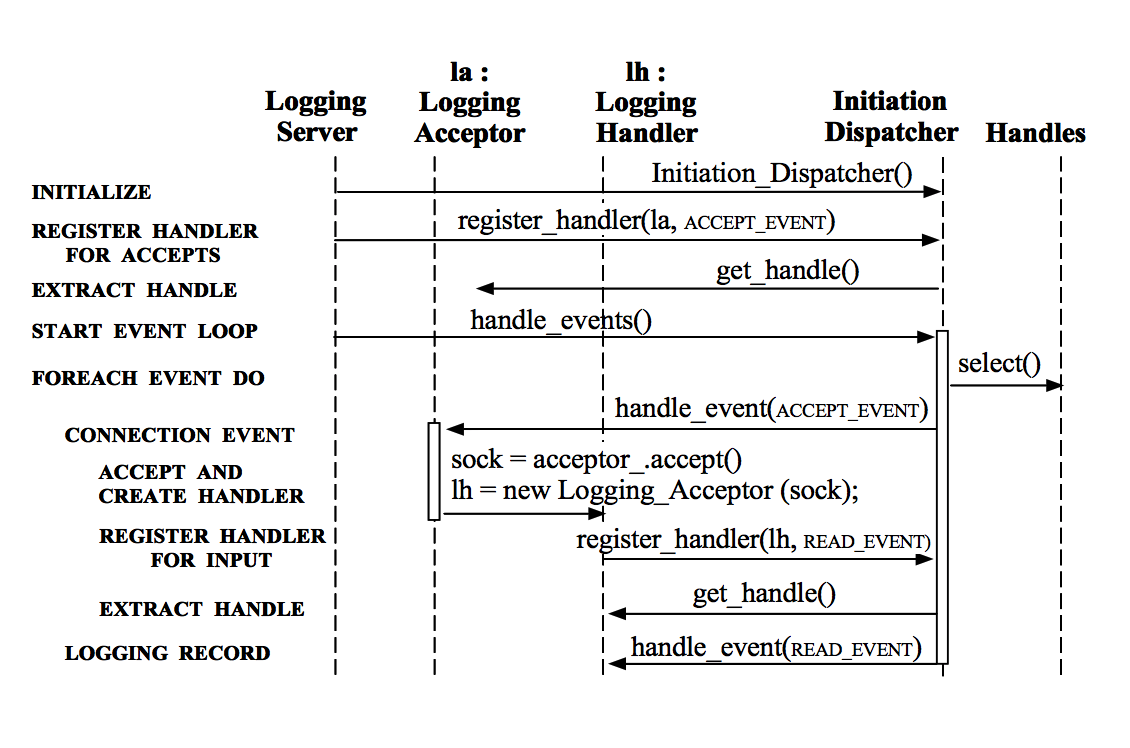 la :
Logging
Server
Logging
Acceptor
lh :
Logging
Handler
Initiation
Dispatcher
Handles
INITIALIZE
Initiation_Dispatcher()
REGISTER HANDLER
FOR ACCEPTS
register_handler(la, ACCEPT_EVENT)
EXTRACT HANDLE
get_handle()
START EVENT LOOP
handle_events()
FOREACH EVENT DO
select()
CONNECTION EVENT
handle_event(ACCEPT_EVENT)
ACCEPT AND
CREATE HANDLER
sock = acceptor_.accept()
lh = new Logging_Acceptor (sock);
REGISTER HANDLER
FOR INPUT
register_handler(lh, READ_EVENT)
EXTRACT HANDLE
get_handle()
LOGGING RECORD
handle_event(READ_EVENT)